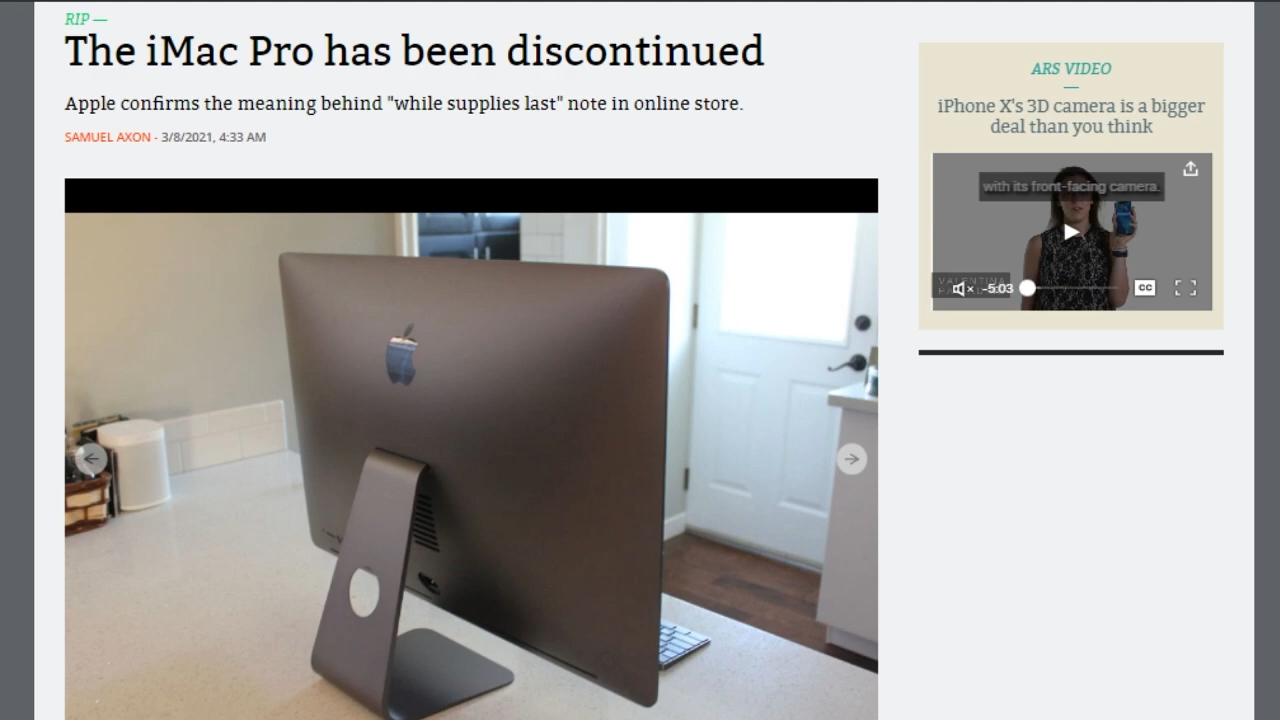 RIP —
The iMac Pro has been discontinued
Apple confirms the meaning behind "while supplies last" note in online store.
SAMUEL AXON - 3/8/2021, 4:33 AM
ARS VIDEO
—
iPhone X's 3D camera is a bigger
deal than you think
with its front-facing camera.
VALENTINA
-5:03
CC